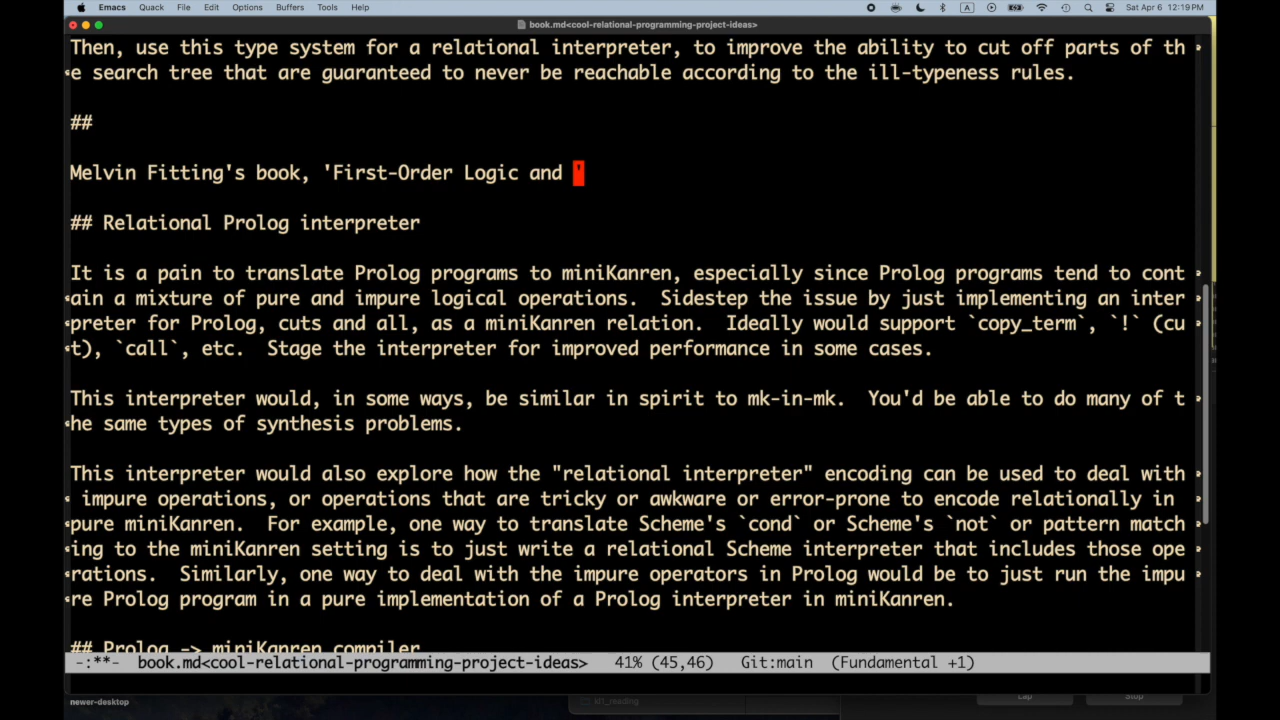 Emacs Quack File Edit Options Buffers Tools Help Sat Apr 6 12:19 PM
book.md<cool-relational-programming-project-ideas>
Then, use this type system for a relational interpreter, to improve the ability to cut off parts of th
e search tree that are guaranteed to never be reachable according to the ill-typeness rules.
##
Melvin Fitting's book, 'First-Order Logic and '
## Relational Prolog interpreter
It is a pain to translate Prolog programs to miniKanren, especially since Prolog programs tend to cont
ain a mixture of pure and impure logical operations.  Sidestep the issue by just implementing an inter
preter for Prolog, cuts and all, as a miniKanren relation.  Ideally would support `copy_term`, `!` (cu
t), `call`, etc.  Stage the interpreter for improved performance in some cases.
This interpreter would, in some ways, be similar in spirit to mk-in-mk.  You'd be able to do many of t
he same types of synthesis problems.
This interpreter would also explore how the "relational interpreter" encoding can be used to deal with
impure operations, or operations that are tricky or awkware or error-prone to encode relationally in
pure miniKanren.  For example, one way to translate Scheme's `cond` or Scheme's `not` or pattern match
ing to the miniKanren setting is to just write a relational Scheme interpreter that includes those ope
rations.  Similarly, one way to deal with the impure operators in Prolog would be to just run the impu
re Prolog program in a pure implementation of a Prolog interpreter in miniKanren.
## Prolog -> miniKanren compiler
-:**-  book.md<cool-relational-programming-project-ideas>   41% (45,46)   Git:main  (Fundamental +1)
newer-desktop
Lap
Stop